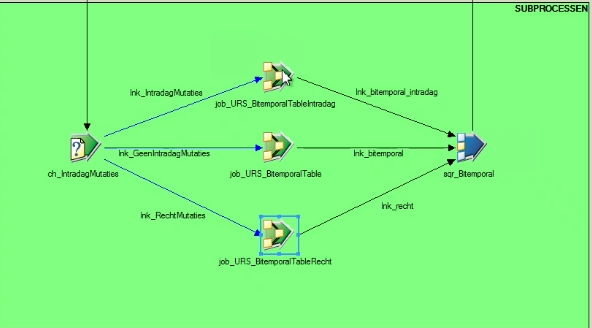 SUBPROCESSEN
lnk_IntradagMutaties
lnk_bitemporal_intradag
job_URS_BitemporalTableIntradag
?
lnk_GeenIntradagMutaties
lnk_bitemporal
ch_IntradagMutaties
job_URS_BitemporalTable
sqr_Bitemporal
lnk_RechtMutaties
lnk_recht
job_URS_BitemporalTableRecht